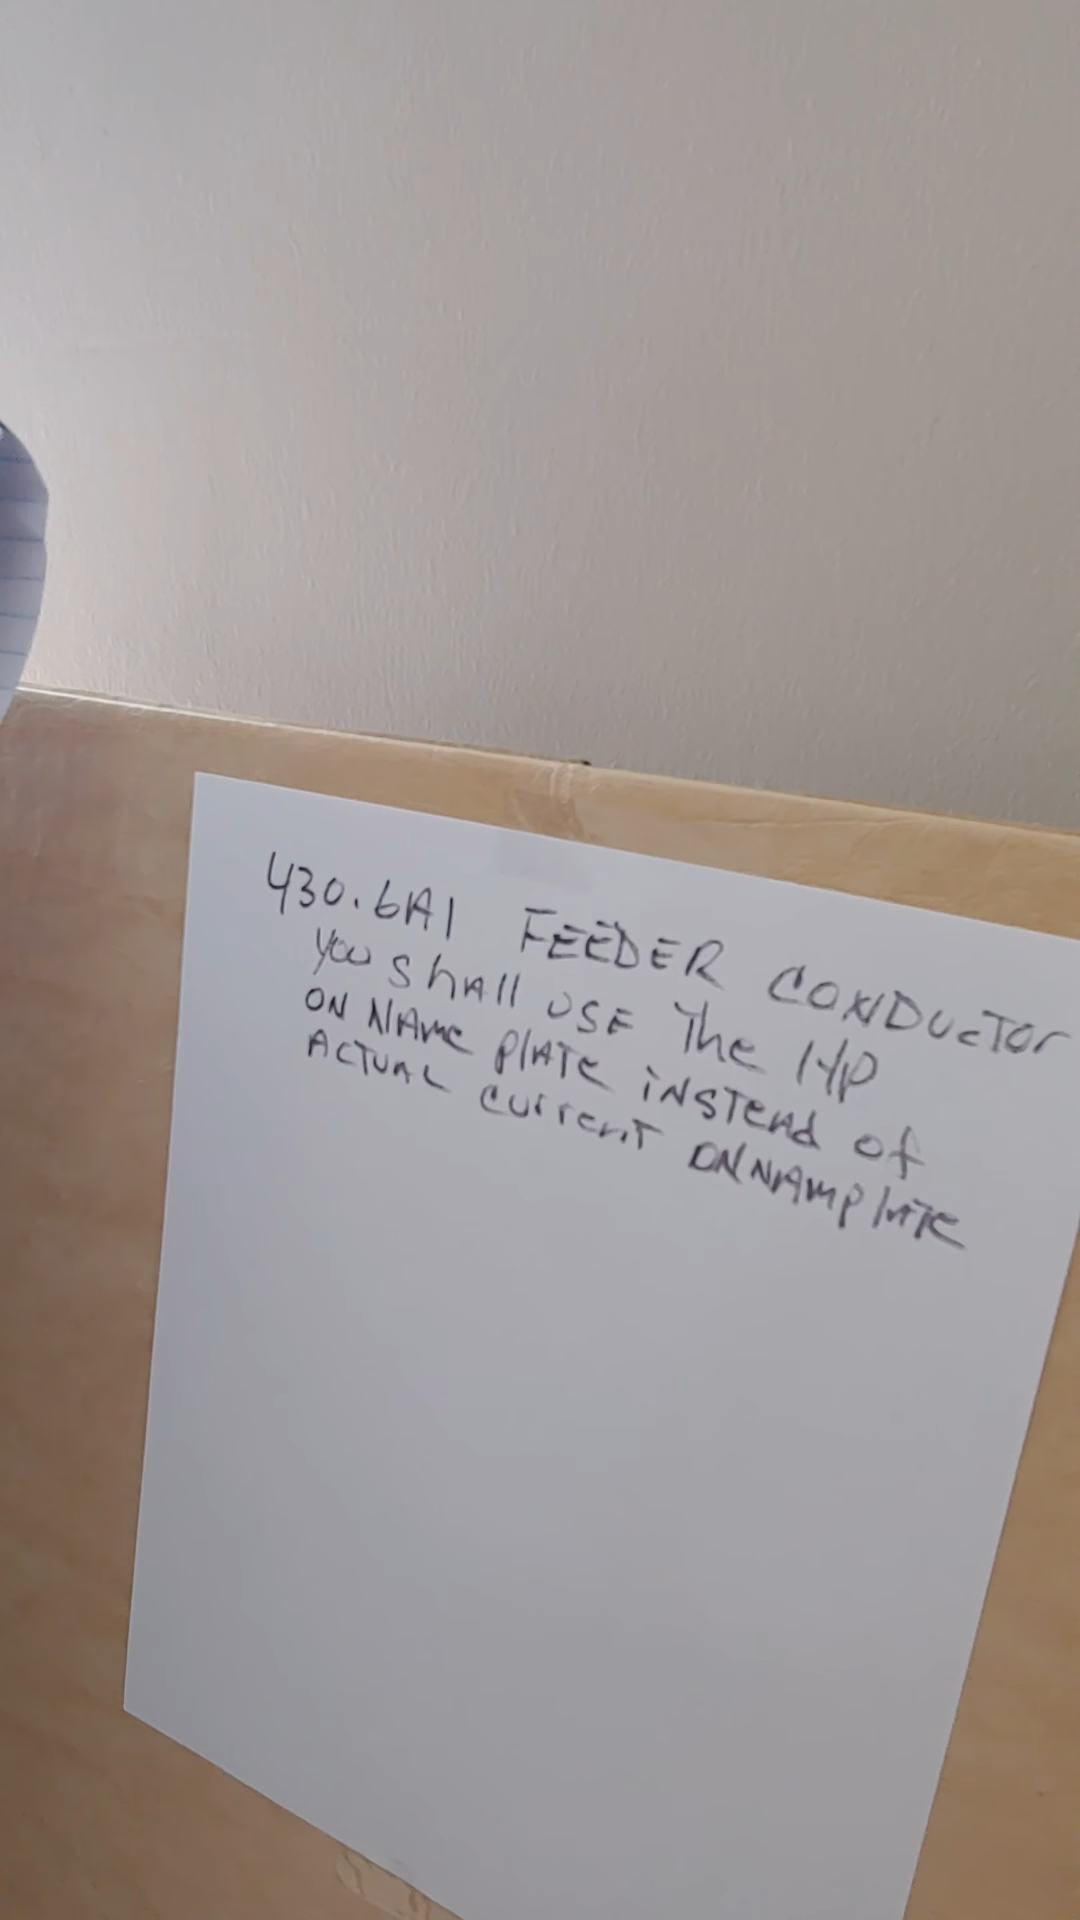 430.6A1 FEEDER CONDUcTOr
you shAll USE The HP
ON NAme PlATe iNSTeAd of
ACTUAL Current ON NAMPlATe